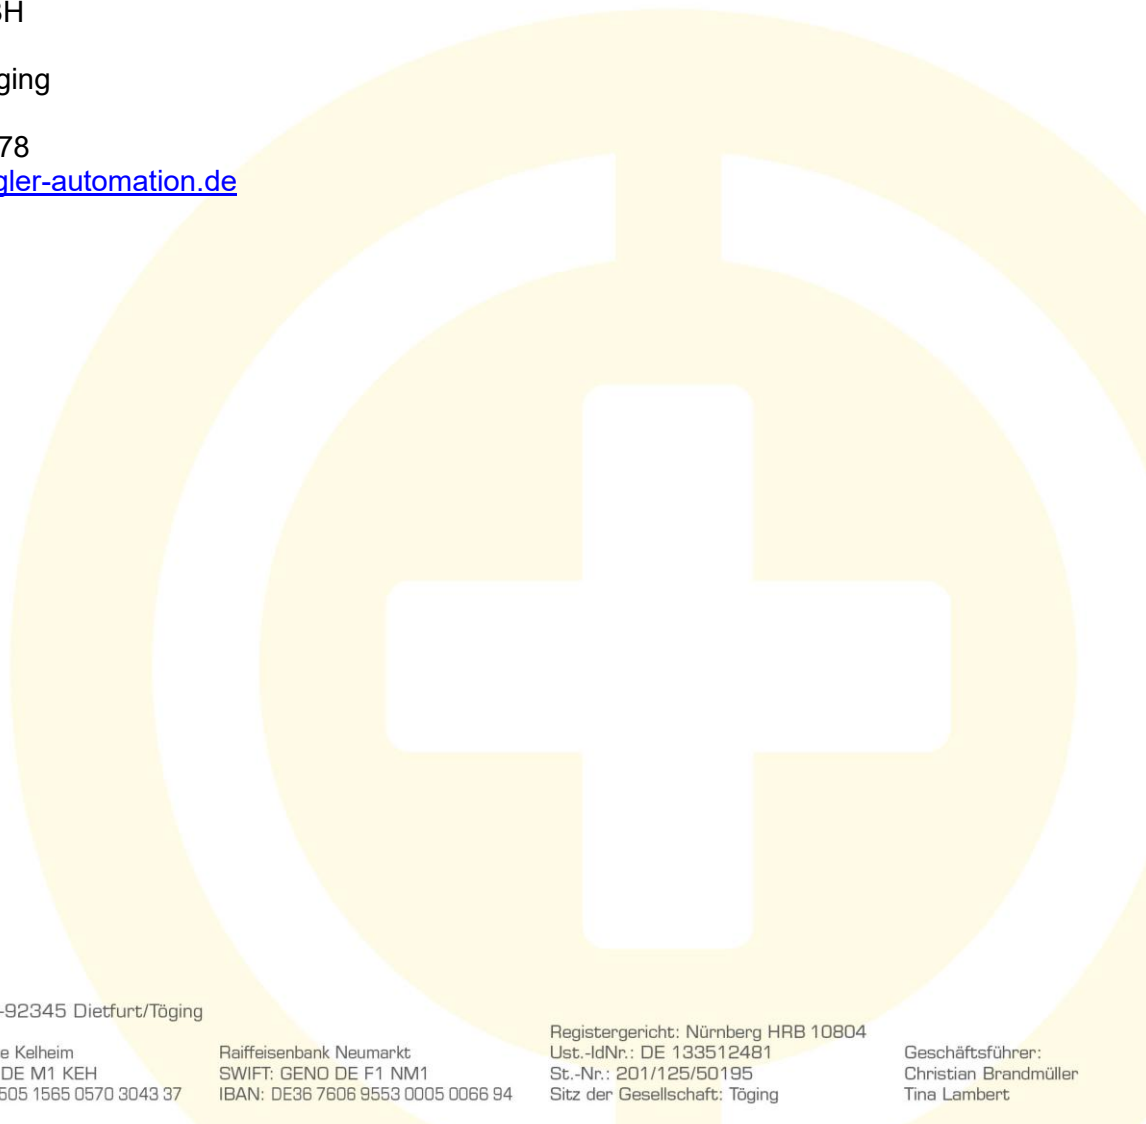 BH
ging
78
gler-automation.de
-92345 Dietfurt/Töging
e Kelheim
DE M1 KEH
505 1565 0570 3043 37
Raiffeisenbank Neumarkt
SWIFT: GENO DE F1 NM1
IBAN: DE36 7606 9553 0005 0066 94
Registergericht: Nürnberg HRB 10804
Ust.-IdNr.: DE 133512481
St.-Nr.: 201/125/50195
Sitz der Gesellschaft: Töging
Geschäftsführer:
Christian Brandmüller
Tina Lambert